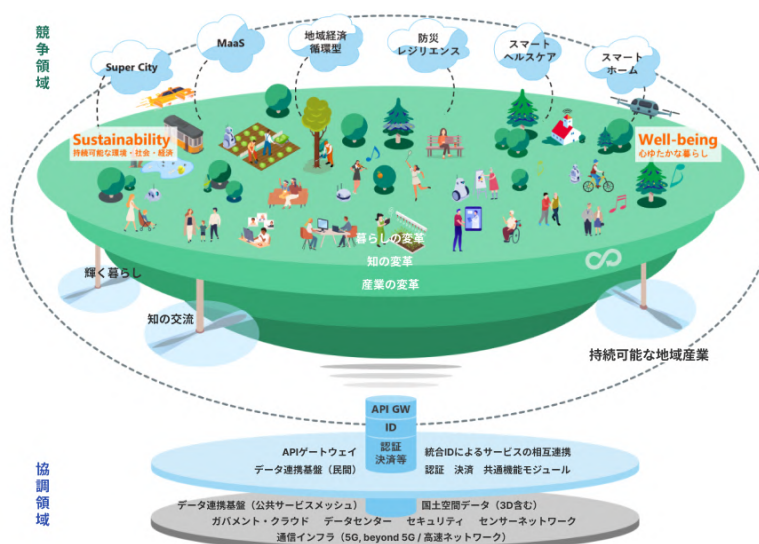 競争領域
Super City
MaaS
地域経済
循環型
防災
レジリエンス
スマート
ヘルスケア
スマート
ホーム
Sustainability
持続可能な環境・社会・経済
Well-being
心ゆたかな暮らし
暮らしの変革
知の変革
産業の変革
輝く暮らし
知の交流
持続可能な地域産業
協調領域
API GW
ID
認証
決済等
APIゲートウェイ
統合IDによるサービスの相互連携
データ連携基盤（民間）
認証 決済 共通機能モジュール
データ連携基盤（公共サービスメッシュ）
国土空間データ（3D含む）
ガバメント・クラウド データセンター セキュリティ センサーネットワーク
通信インフラ（5G, beyond 5G / 高速ネットワーク）